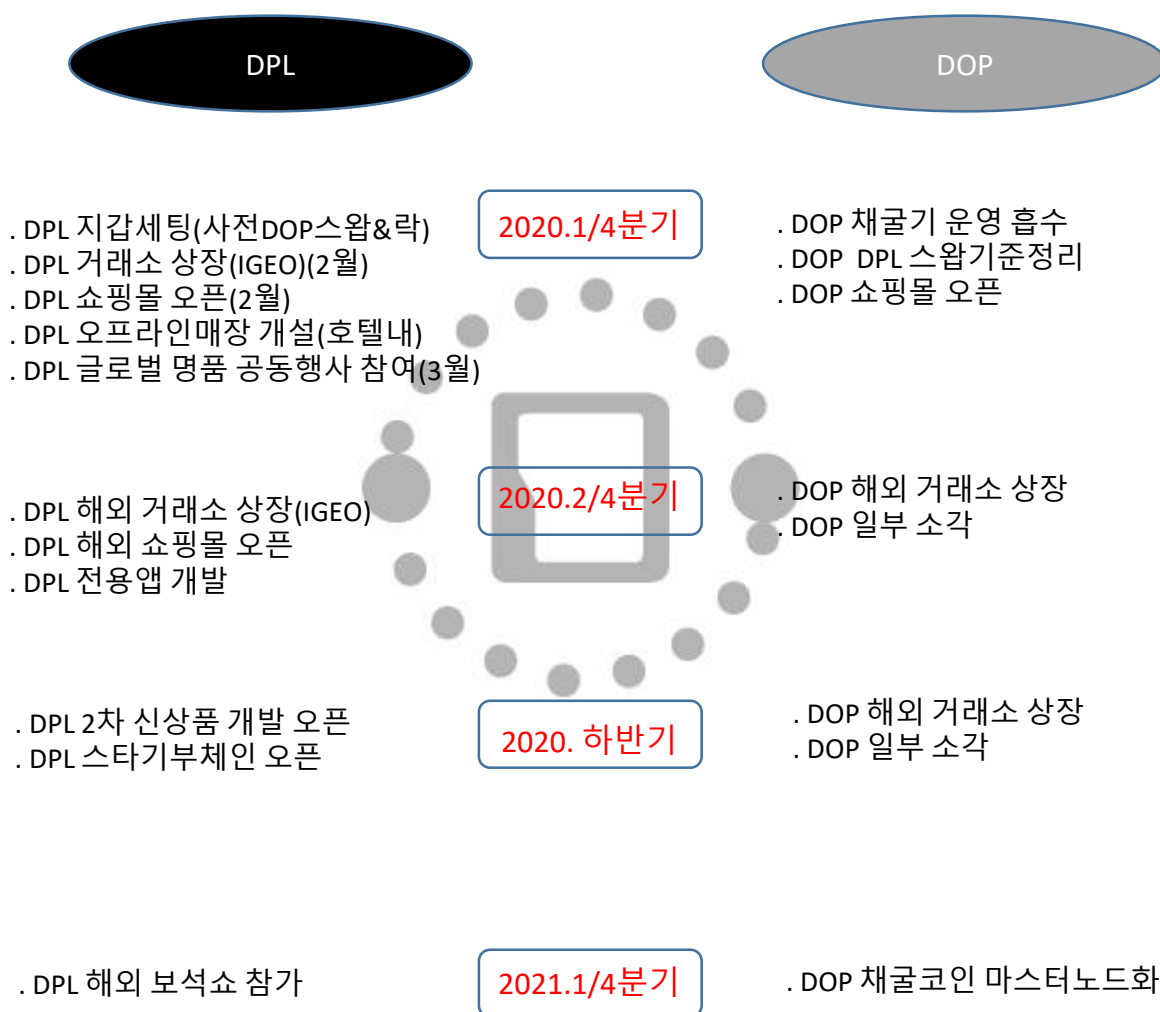 DPL
DOP
2020.1/4분기
. DPL 지갑세팅(사전DOP스왑&락)
. DPL 거래소 상장(IGEO)(2월)
. DPL 쇼핑몰 오픈(2월)
. DPL 오프라인매장 개설(호텔내)
. DPL 글로벌 명품 공동행사 참여(3월)
. DOP 채굴기 운영 흡수
. DOP  DPL 스왑기준정리
. DOP 쇼핑몰 오픈
2020.2/4분기
. DPL 해외 거래소 상장(IGEO)
. DPL 해외 쇼핑몰 오픈
. DPL 전용앱 개발
. DOP 해외 거래소 상장
. DOP 일부 소각
2020. 하반기
. DPL 2차 신상품 개발 오픈
. DPL 스타기부체인 오픈
. DOP 해외 거래소 상장
. DOP 일부 소각
2021.1/4분기
. DPL 해외 보석쇼 참가
. DOP 채굴코인 마스터노드화